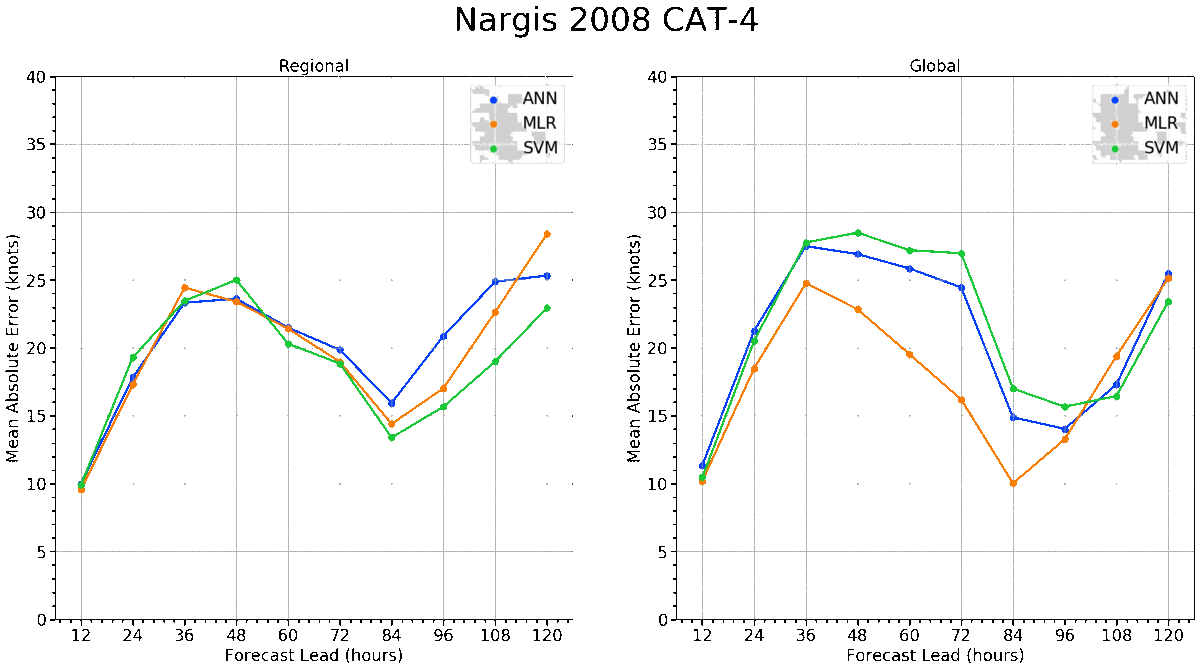 Nargis 2008 CAT-4
Regional
Mean Absolute Error (knots)
40
35
30
25
20
15
10
5
0
ANN
MLR
SVM
12 24 36 48 60 72 84 96 108 120
Forecast Lead (hours)
Global
Mean Absolute Error (knots)
40
35
30
25
20
15
10
5
0
ANN
MLR
SVM
12 24 36 48 60 72 84 96 108 120
Forecast Lead (hours)